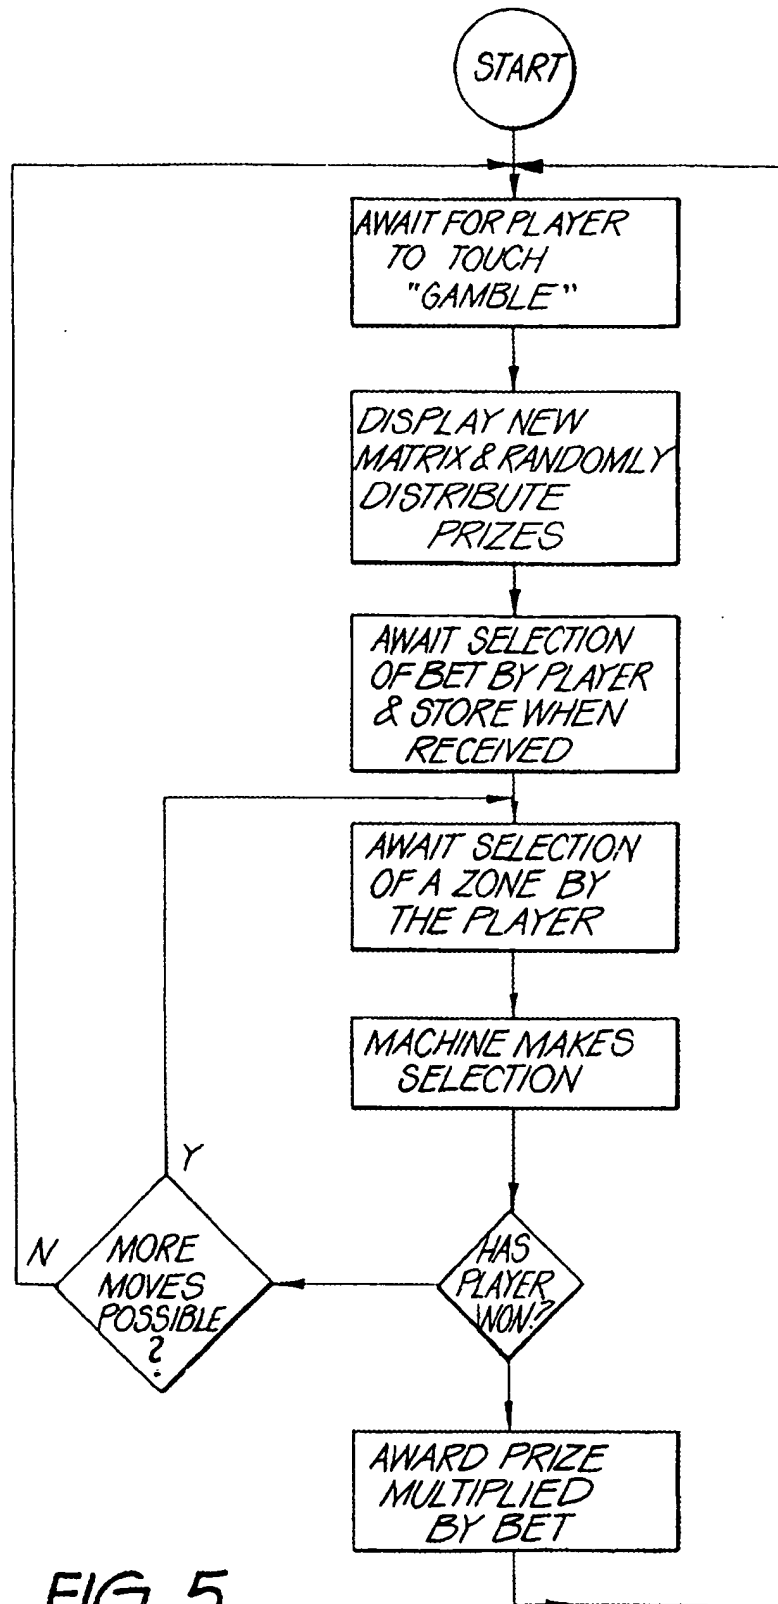 START
AWAIT FOR PLAYER
TO TOUCH
"GAMBLE"
DISPLAY NEW
MATRIX & RANDOMLY
DISTRIBUTE
PRIZES
AWAIT SELECTION
OF BET BY PLAYER
& STORE WHEN
RECEIVED
AWAIT SELECTION
OF A ZONE BY
THE PLAYER
MACHINE MAKES
SELECTION
Y
N
MORE
MOVES
POSSIBLE
?
HAS
PLAYER
WON?
AWARD PRIZE
MULTIPLIED
BY BET
FIG. 5